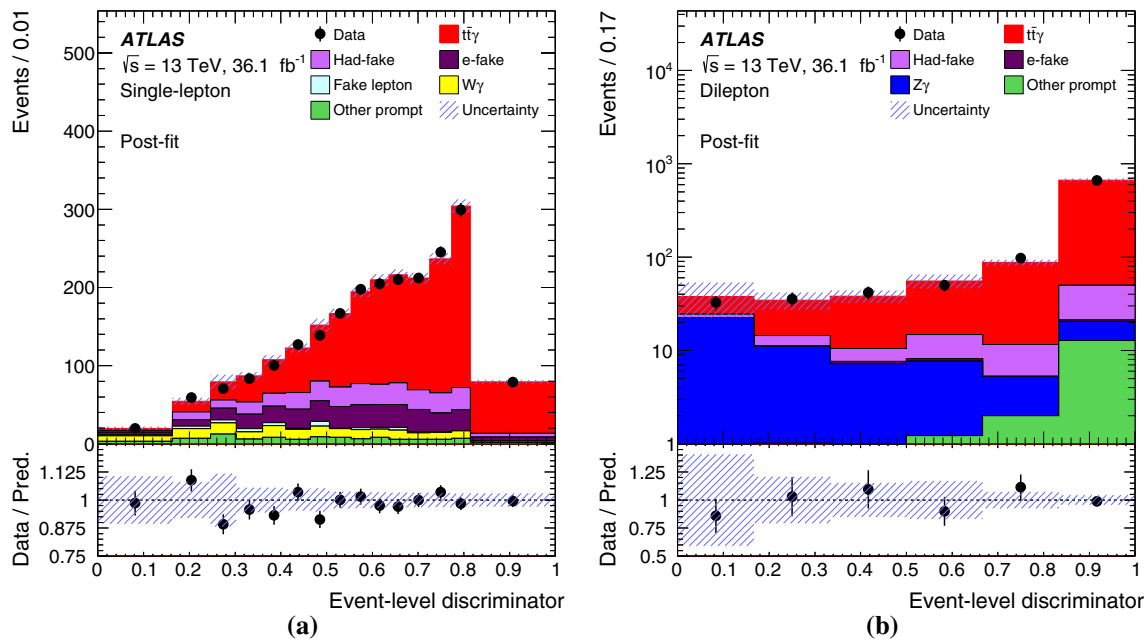 Events / 0.01
500
400
300
200
100
0
ATLAS
√s = 13 TeV, 36.1 fb-1
Single-lepton
Post-fit
Data
tt̄γ
Had-fake
e-fake
Fake lepton
Wγ
Other prompt
Uncertainty
Data / Pred.
1.125
1
0.875
0.75
0 0.1 0.2 0.3 0.4 0.5 0.6 0.7 0.8 0.9 1
Event-level discriminator
(a)
Events / 0.17
10^4
10^3
10^2
10
1
ATLAS
√s = 13 TeV, 36.1 fb-1
Dilepton
Post-fit
Data
tt̄γ
Had-fake
e-fake
Zγ
Other prompt
Uncertainty
Data / Pred.
1.25
1
0.75
0.5
0 0.1 0.2 0.3 0.4 0.5 0.6 0.7 0.8 0.9 1
Event-level discriminator
(b)